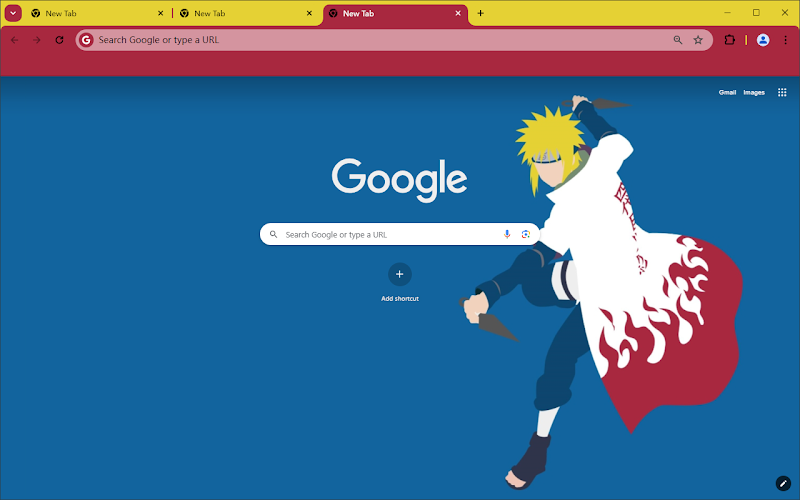 New Tab
New Tab
New Tab
Search Google or type a URL
Gmail Images
Google
Search Google or type a URL
Add shortcut